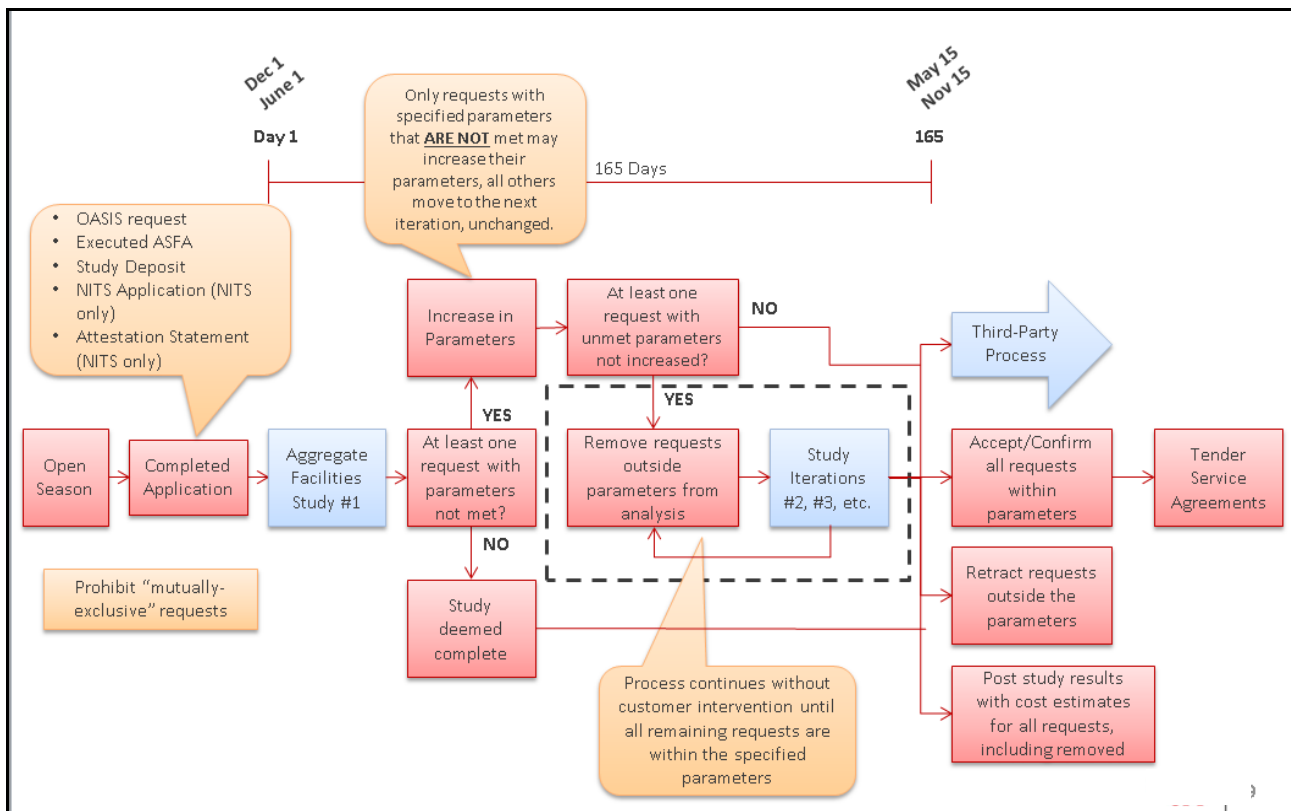 Dec 1
June 1
May 15
Nov 15
Day 1
165
165 Days
Only requests with
specified parameters
that ARE NOT met may
increase their
parameters, all others
move to the next
iteration, unchanged.
• OASIS request
• Executed ASFA
• Study Deposit
• NITS Application (NITS
only)
• Attestation Statement
(NITS only)
Increase in
Parameters
At least one
request with
unmet parameters
not increased?
NO
Third-Party
Process
YES
YES
Open
Season
Completed
Application
Aggregate
Facilities
Study #1
At least one
request with
parameters
not met?
Remove requests
outside
parameters from
analysis
Study
Iterations
#2, #3, etc.
Accept/Confirm
all requests
within
parameters
Tender
Service
Agreements
NO
Prohibit “mutually-
exclusive” requests
Study
deemed
complete
Retract requests
outside the
parameters
Process continues without
customer intervention until
all remaining requests are
within the specified
parameters
Post study results
with cost estimates
for all requests,
including removed